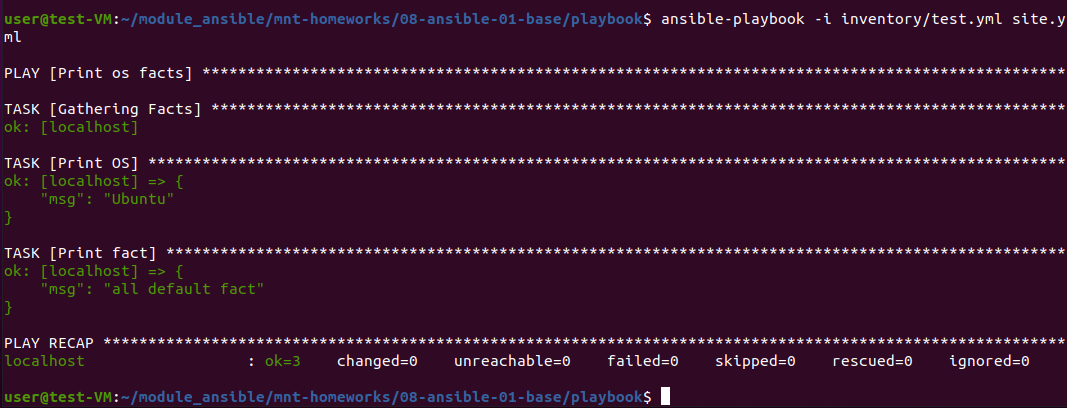 user@test-VM:~/module_ansible/mnt-homeworks/08-ansible-01-base/playbook$ ansible-playbook -i inventory/test.yml site.y
ml
PLAY [Print os facts] ************************************************************************************************
TASK [Gathering Facts] ***********************************************************************************************
ok: [localhost]
TASK [Print OS] ******************************************************************************************************
ok: [localhost] => {
    "msg": "Ubuntu"
}
TASK [Print fact] ****************************************************************************************************
ok: [localhost] => {
    "msg": "all default fact"
}
PLAY RECAP ***********************************************************************************************************
localhost                  : ok=3    changed=0    unreachable=0    failed=0    skipped=0    rescued=0    ignored=0
user@test-VM:~/module_ansible/mnt-homeworks/08-ansible-01-base/playbook$